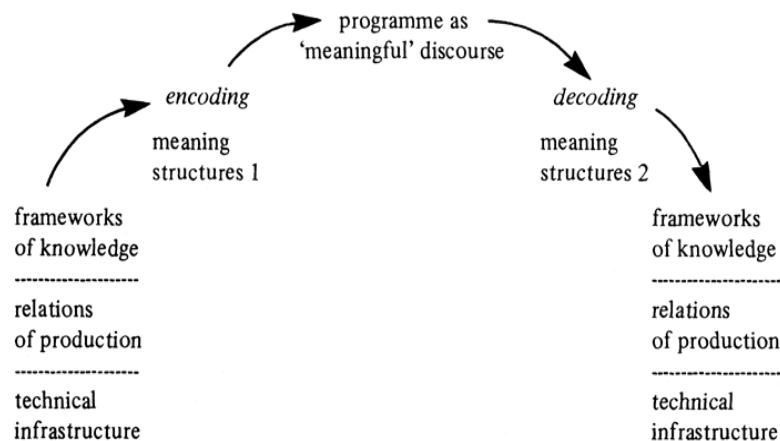 programme as
‘meaningful’ discourse
encoding
decoding
meaning
structures 1
meaning
structures 2
frameworks
of knowledge
relations
of production
technical
infrastructure
frameworks
of knowledge
relations
of production
technical
infrastructure